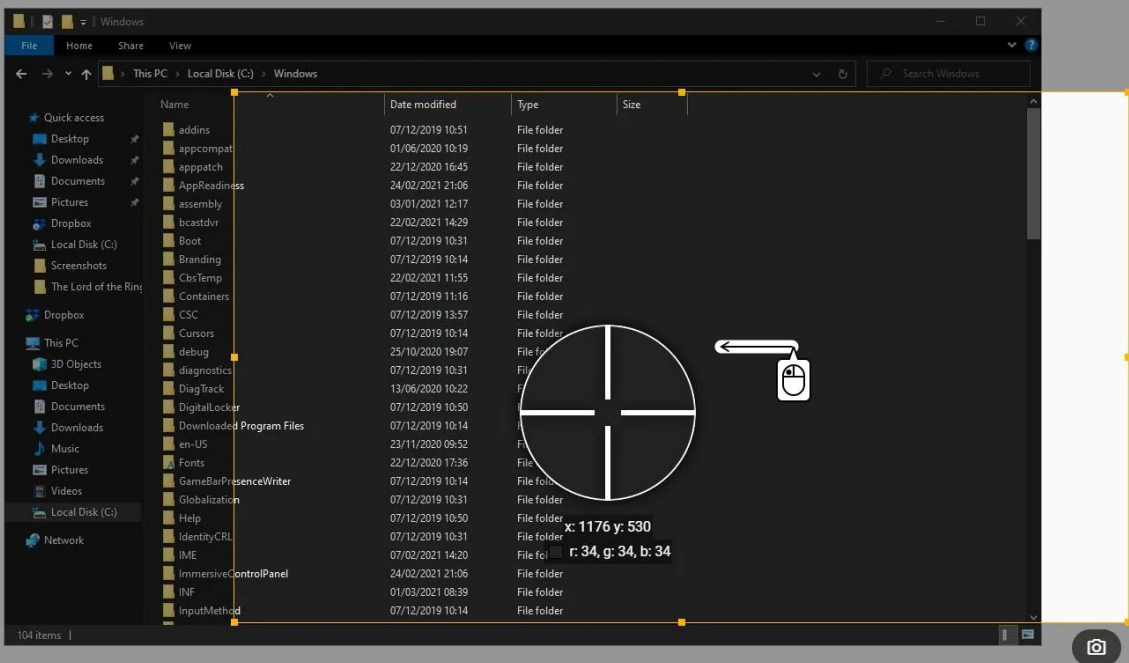 Windows
File Home Share View
This PC > Local Disk (C:) > Windows
Search Windows
Name Date modified Type Size
Quick access
Desktop
Downloads
Documents
Pictures
Dropbox
Local Disk (C:)
Screenshots
The Lord of the Ring
Dropbox
This PC
3D Objects
Desktop
Documents
Downloads
Music
Pictures
Videos
Local Disk (C:)
Network
addins 07/12/2019 10:51 File folder
appcompat 01/06/2020 10:19 File folder
apppatch 22/12/2020 16:45 File folder
AppReadiness 24/02/2021 21:06 File folder
assembly 03/01/2021 12:17 File folder
bcastdvr 22/02/2021 14:29 File folder
Boot 07/12/2019 10:31 File folder
Branding 07/12/2019 10:14 File folder
CbsTemp 22/02/2021 11:55 File folder
Containers 07/12/2019 11:16 File folder
CSC 07/12/2019 13:57 File folder
Cursors 07/12/2019 10:14 File folder
debug 25/10/2020 19:07 File
diagnostics 07/12/2019 10:31
DiagTrack 13/06/2020 10:22
DigitalLocker 07/12/2019 10:50
Downloaded Program Files 07/12/2019 10:14
en-US 23/11/2020 09:52
Fonts 22/12/2020 17:36 File
GameBarPresenceWriter 07/12/2019 10:14 File
Globalization 07/12/2019 10:31 File folder
Help 07/12/2019 10:50 File folder
IdentityCRL 07/12/2019 10:31 File folder
IME 07/02/2021 14:20 File
ImmersiveControlPanel 24/02/2021 21:06 File folder
INF 01/03/2021 08:39 File folder
InputMethod 07/12/2019 10:14 File folder
x: 1176 y: 530
r: 34, g: 34, b: 34
104 items